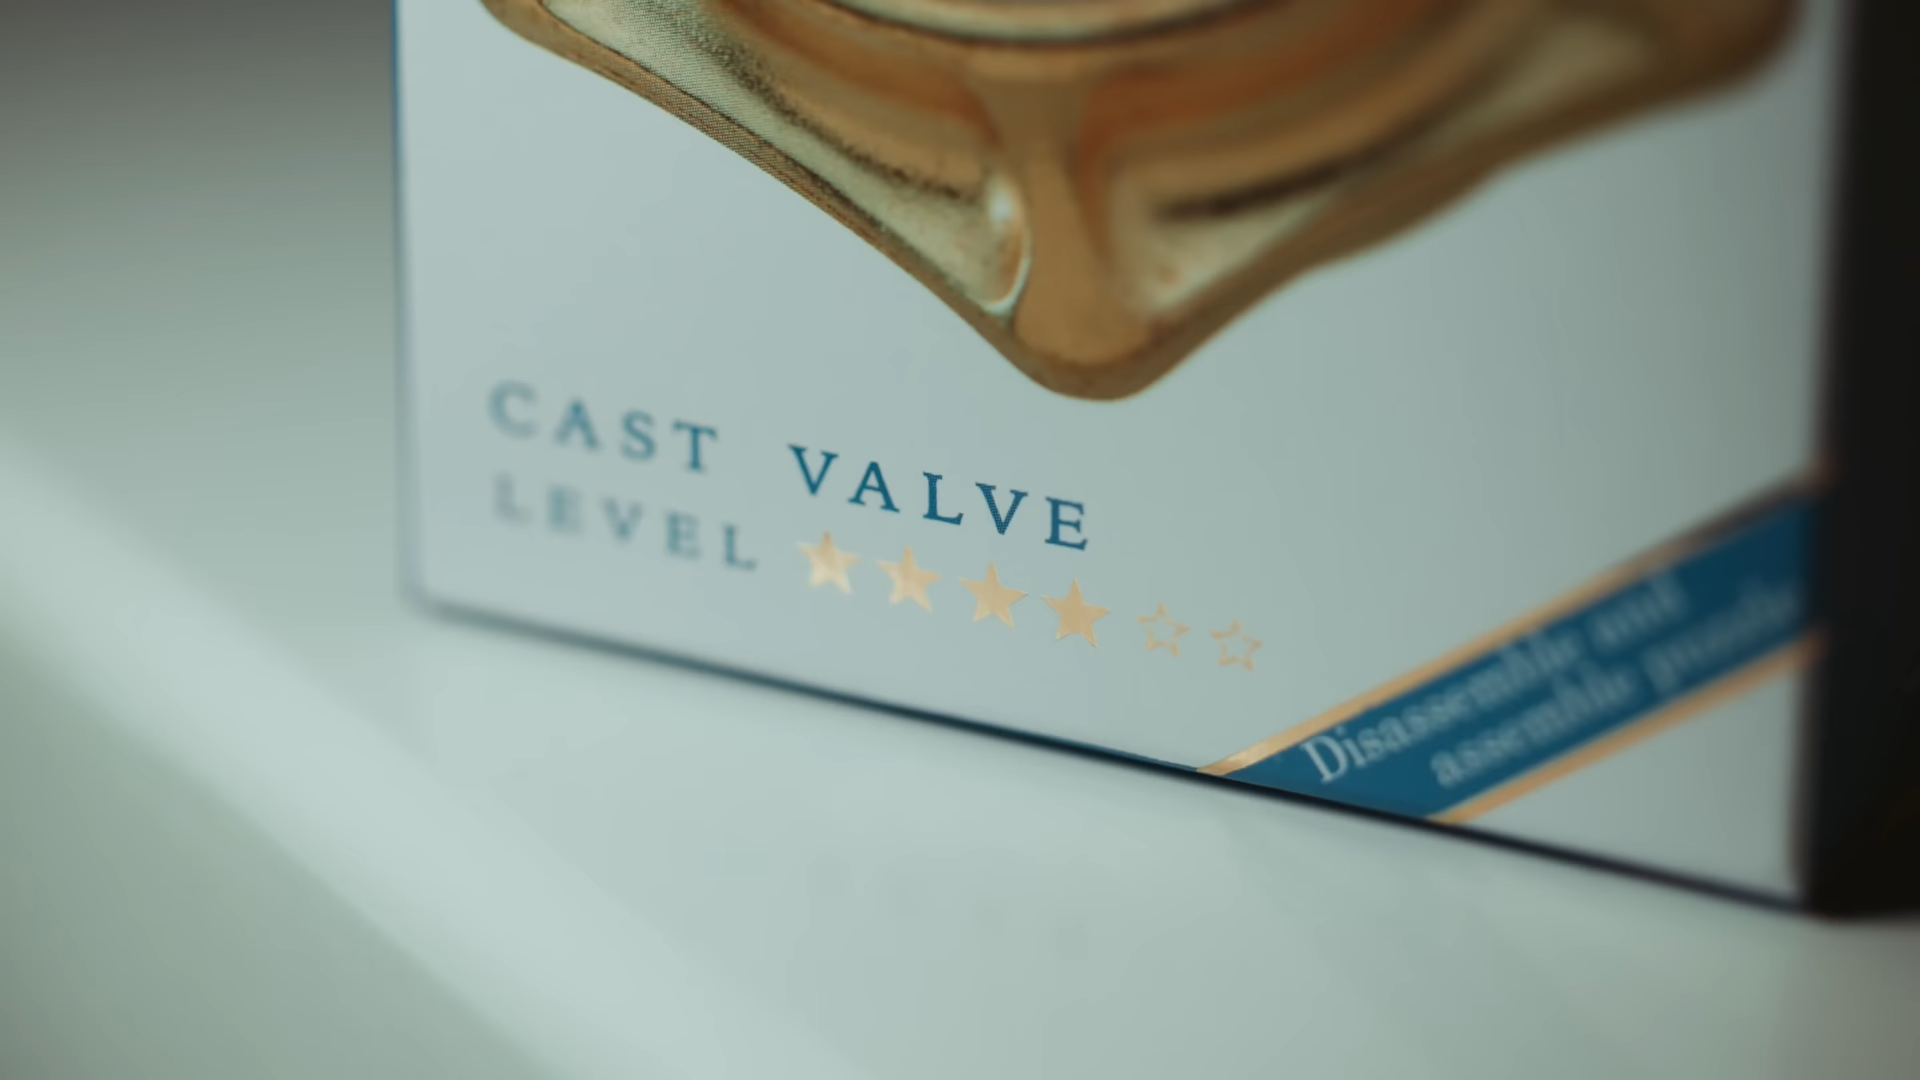 CAST VALVE
LEVEL ★★★★☆☆
Disassemble and
assemble puzzle